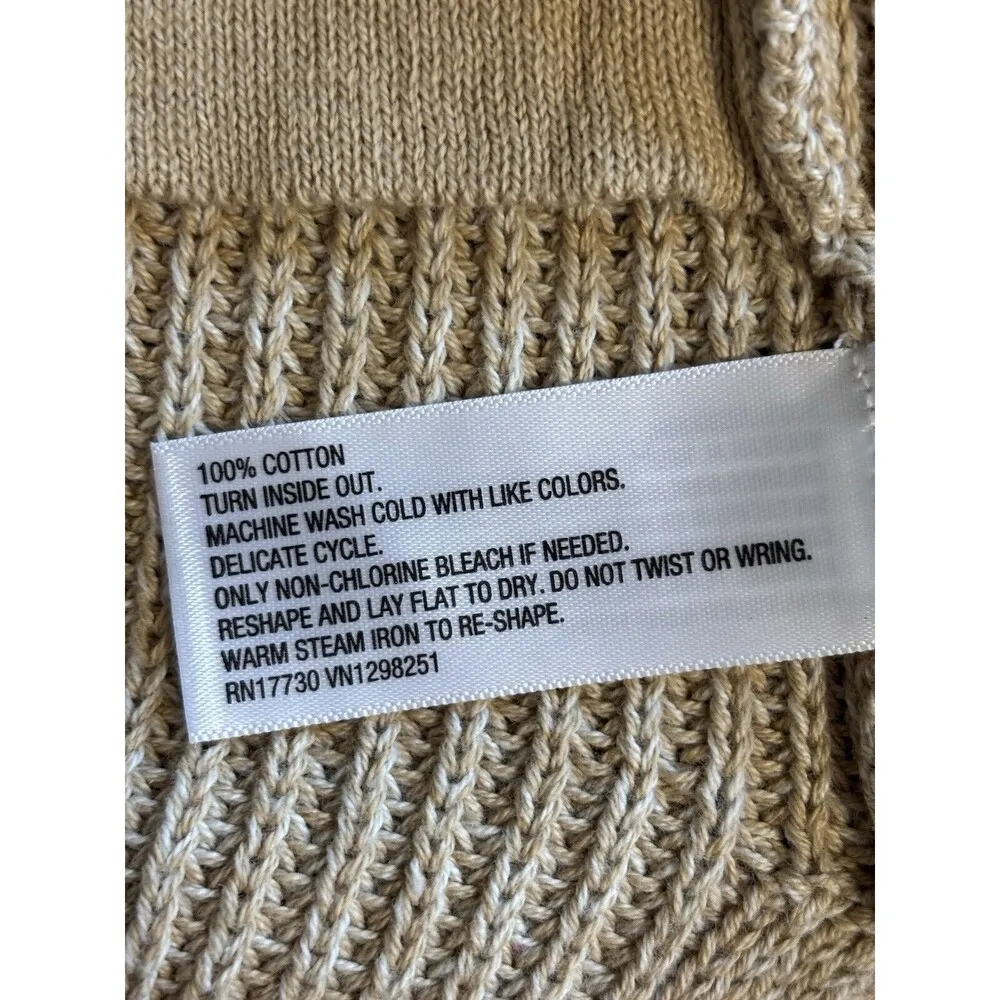 100% COTTON
TURN INSIDE OUT.
MACHINE WASH COLD WITH LIKE COLORS.
DELICATE CYCLE.
ONLY NON-CHLORINE BLEACH IF NEEDED.
RESHAPE AND LAY FLAT TO DRY. DO NOT TWIST OR WRING.
WARM STEAM IRON TO RE-SHAPE.
RN17730 VN1298251